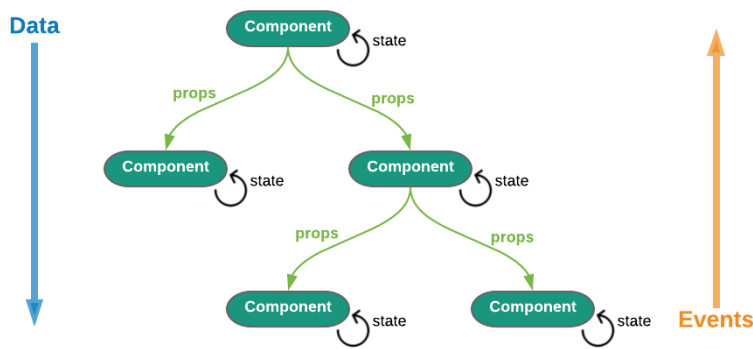 Data
Component
state
props
props
Component
state
Component
state
props
props
Component
state
Component
state
Events